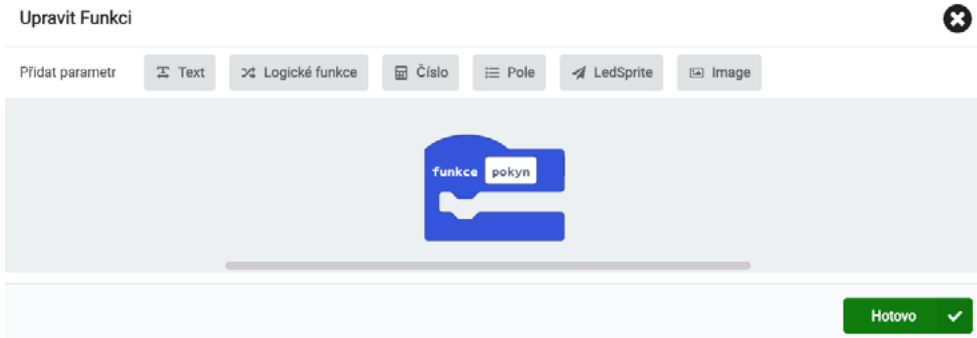 Upravit Funkci
Přidat parametr Text Logické funkce Číslo Pole LedSprite Image
funkce pokyn
Hotovo